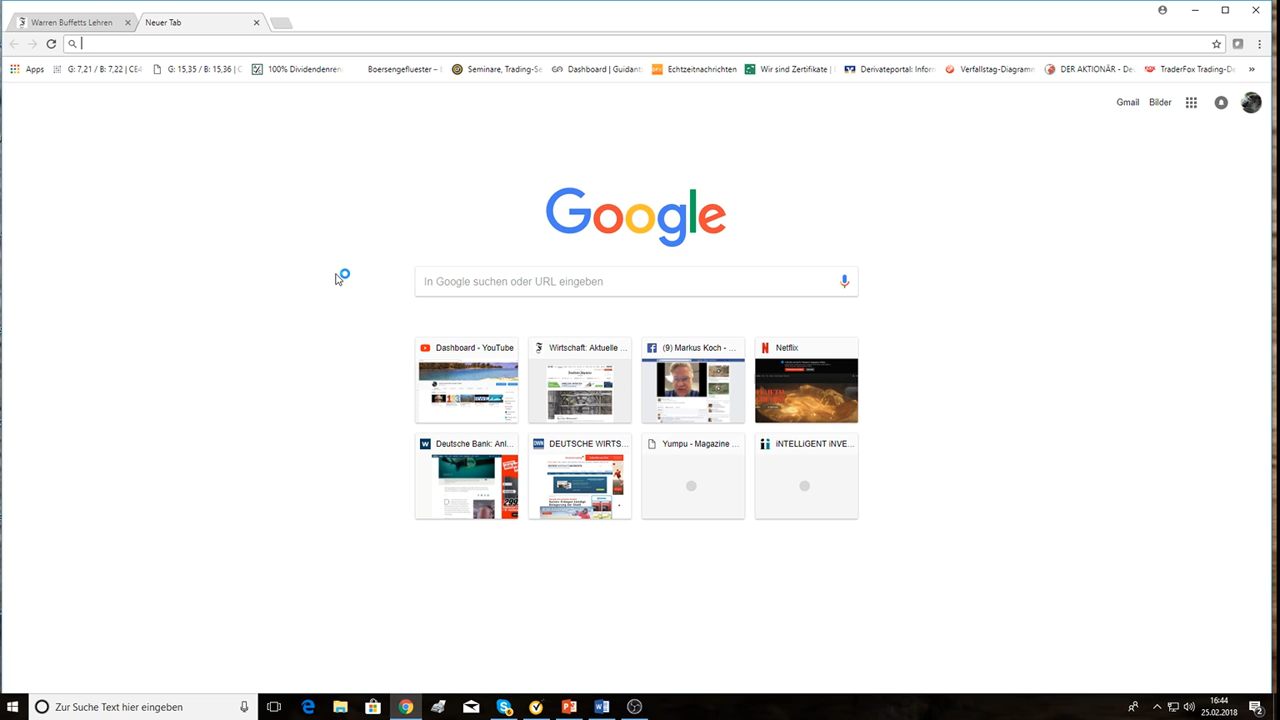 Warren Buffetts Lehren
Neuer Tab
Apps
G: 7,21 / B: 7,22 | CE4
G: 15,35 / B: 15,36 | C
100% Dividendenren
Boersengefluester –
Seminare, Trading-Se
Dashboard | Guidant
Echtzeitnachrichten
Wir sind Zertifikate |
Derivateportal: Infor
Verfallstag-Diagramm
DER AKTIONÄR - De
TraderFox Trading-De
»
Gmail
Bilder
Google
In Google suchen oder URL eingeben
Dashboard - YouTube
Wirtschaft: Aktuelle ...
(9) Markus Koch - ...
Netflix
Deutsche Bank: Anl...
DWN
DEUTSCHE WIRTS...
Yumpu - Magazine ...
iNTELLiGENT iNVE...
Zur Suche Text hier eingeben
16:44
25.02.2018
2